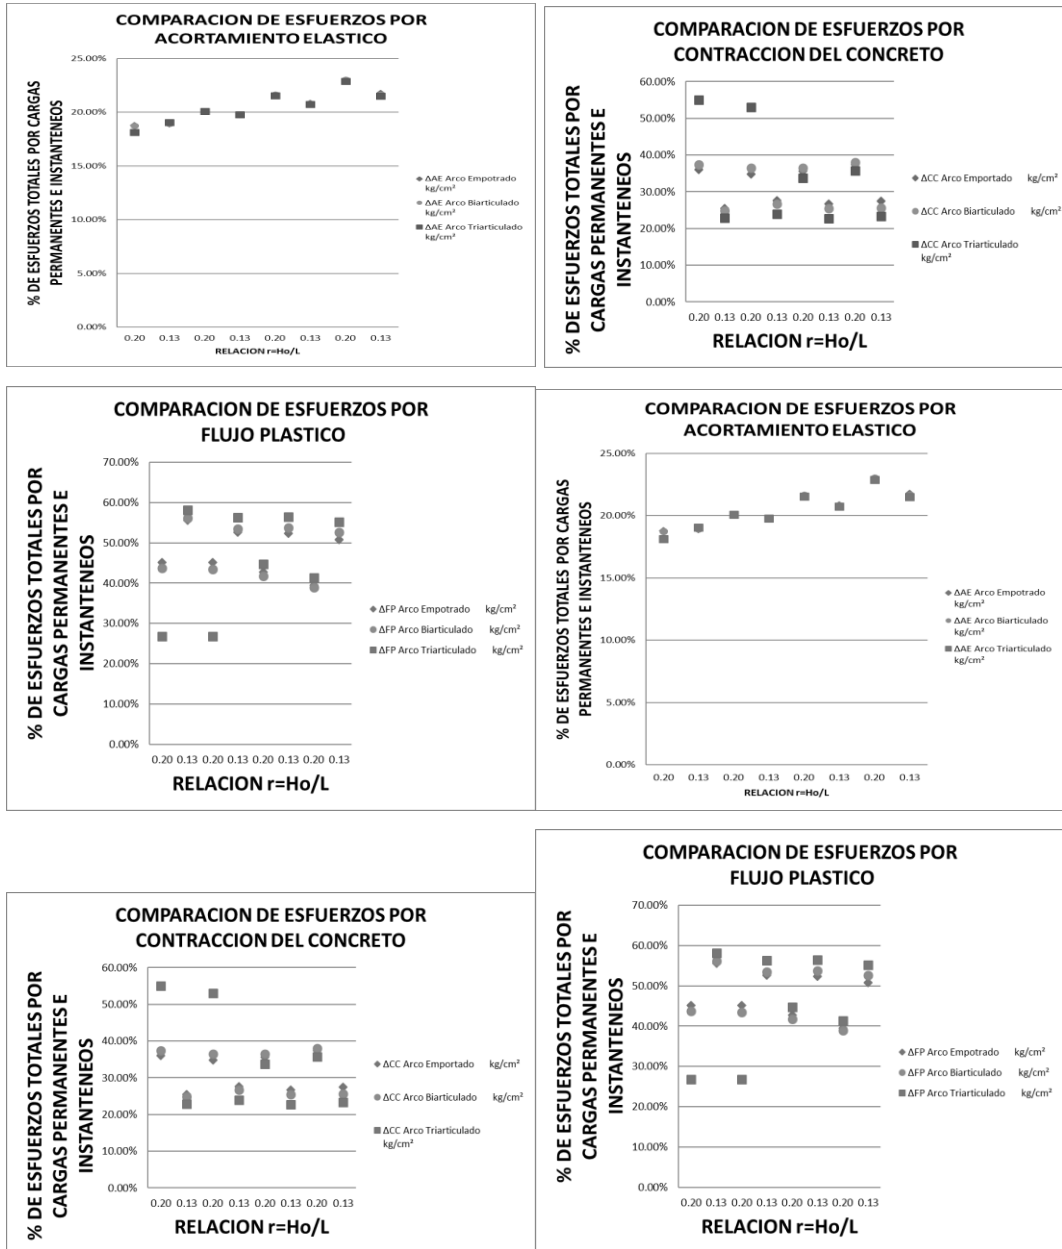 COMPARACION DE ESFUERZOS POR
ACORTAMIENTO ELASTICO
% DE ESFUERZOS TOTALES POR CARGAS
PERMANENTES E INSTANTENEOS
25.00%
20.00%
15.00%
10.00%
5.00%
0.00%
0.20 0.13 0.20 0.13 0.20 0.13 0.20 0.13
RELACION r=Ho/L
ΔAE Arco Empotrado
kg/cm²
ΔAE Arco Biarticulado
kg/cm²
ΔAE Arco Triarticulado
kg/cm²
COMPARACION DE ESFUERZOS POR
CONTRACCION DEL CONCRETO
% DE ESFUERZOS TOTALES POR
CARGAS PERMANENTES E
INSTANTENEOS
60.00%
50.00%
40.00%
30.00%
20.00%
10.00%
0.00%
0.20 0.13 0.20 0.13 0.20 0.13 0.20 0.13
RELACION r=Ho/L
ΔCC Arco Emportado kg/cm²
ΔCC Arco Biarticulado kg/cm²
ΔCC Arco Triarticulado
kg/cm²
COMPARACION DE ESFUERZOS POR
FLUJO PLASTICO
% DE ESFUERZOS TOTALES POR
CARGAS PERMANENTES E
INSTANTENEOS
70.00%
60.00%
50.00%
40.00%
30.00%
20.00%
10.00%
0.00%
0.20 0.13 0.20 0.13 0.20 0.13 0.20 0.13
RELACION r=Ho/L
ΔFP Arco Empotrado kg/cm²
ΔFP Arco Biarticulado kg/cm²
ΔFP Arco Triarticulado kg/cm²
COMPARACION DE ESFUERZOS POR
ACORTAMIENTO ELASTICO
% DE ESFUERZOS TOTALES POR CARGAS
PERMANENTES E INSTANTENEOS
25.00%
20.00%
15.00%
10.00%
5.00%
0.00%
0.20 0.13 0.20 0.13 0.20 0.13 0.20 0.13
RELACION r=Ho/L
ΔAE Arco Empotrado
kg/cm²
ΔAE Arco Biarticulado
kg/cm²
ΔAE Arco Triarticulado
kg/cm²
COMPARACION DE ESFUERZOS POR
CONTRACCION DEL CONCRETO
% DE ESFUERZOS TOTALES POR
CARGAS PERMANENTES E
INSTANTENEOS
60.00%
50.00%
40.00%
30.00%
20.00%
10.00%
0.00%
0.20 0.13 0.20 0.13 0.20 0.13 0.20 0.13
RELACION r=Ho/L
ΔCC Arco Emportado kg/cm²
ΔCC Arco Biarticulado kg/cm²
ΔCC Arco Triarticulado
kg/cm²
COMPARACION DE ESFUERZOS POR
FLUJO PLASTICO
% DE ESFUERZOS TOTALES POR
CARGAS PERMANENTES E
INSTANTENEOS
70.00%
60.00%
50.00%
40.00%
30.00%
20.00%
10.00%
0.00%
0.20 0.13 0.20 0.13 0.20 0.13 0.20 0.13
RELACION r=Ho/L
ΔFP Arco Empotrado kg/cm²
ΔFP Arco Biarticulado kg/cm²
ΔFP Arco Triarticulado kg/cm²